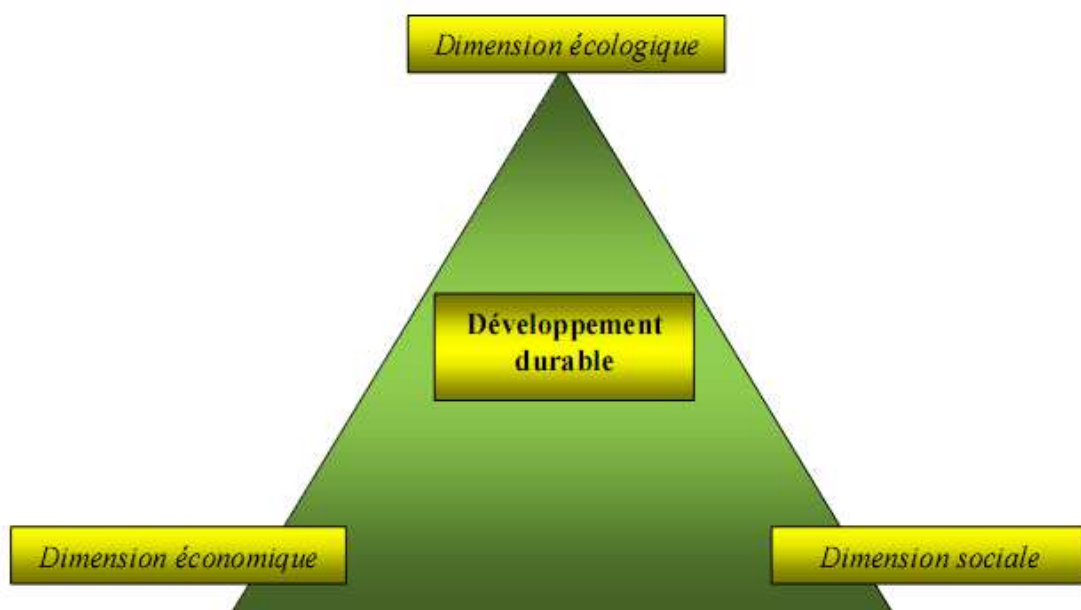 Dimension écologique
Développement
durable
Dimension économique
Dimension sociale